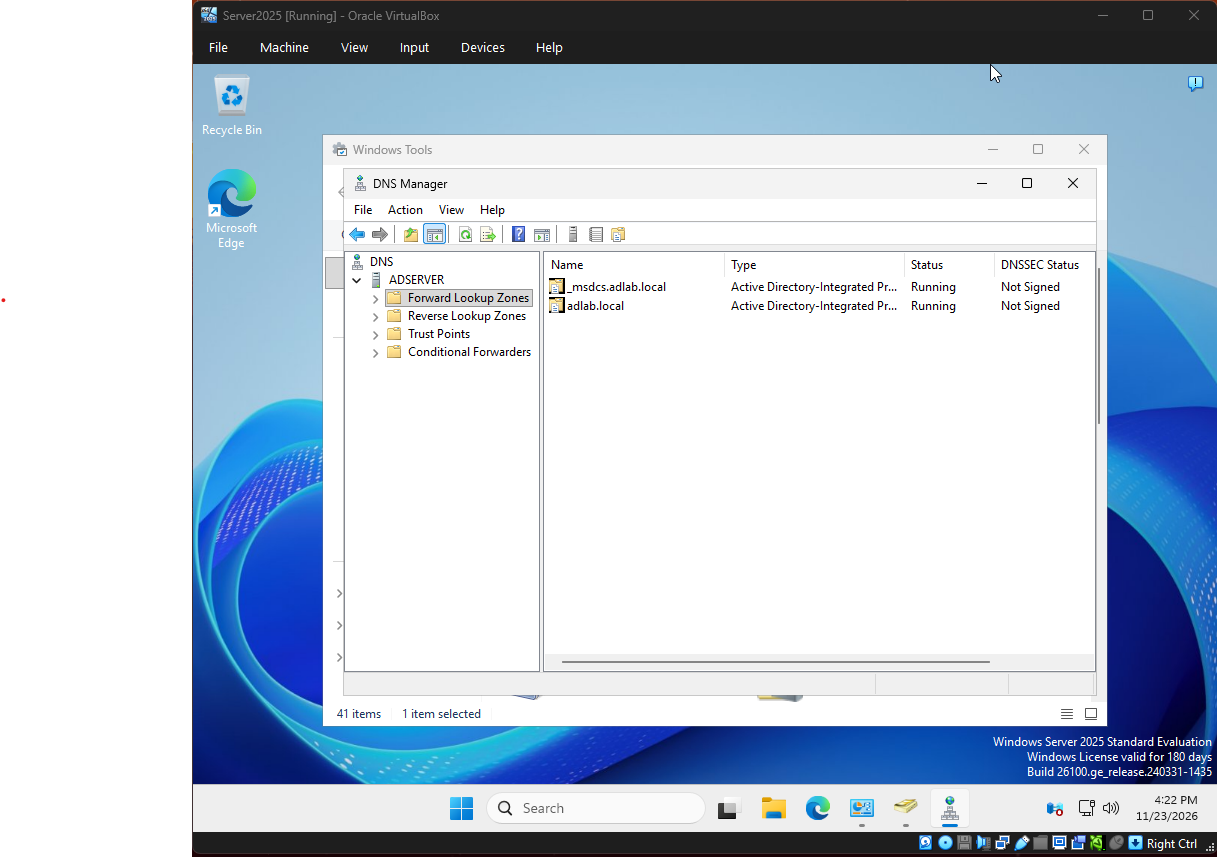 Server2025 [Running] - Oracle VirtualBox
File Machine View Input Devices Help
Recycle Bin
Microsoft
Edge
Windows Tools
DNS Manager
File Action View Help
DNS
ADSERVER
Forward Lookup Zones
Reverse Lookup Zones
Trust Points
Conditional Forwarders
Name Type Status DNSSEC Status
_msdcs.adlab.local Active Directory-Integrated Pr... Running Not Signed
adlab.local Active Directory-Integrated Pr... Running Not Signed
41 items 1 item selected
Windows Server 2025 Standard Evaluation
Windows License valid for 180 days
Build 26100.ge_release.240331-1435
Search
4:22 PM
11/23/2026
Right Ctrl